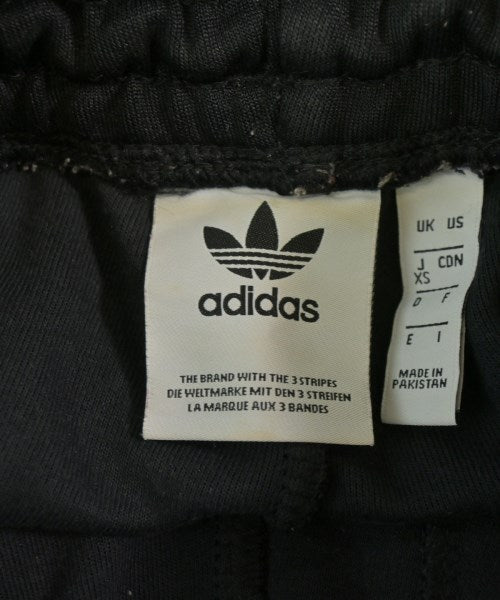 adidas
THE BRAND WITH THE 3 STRIPES
DIE WELTMARKE MIT DEN 3 STREIFEN
LA MARQUE AUX 3 BANDES
UK US
J CDN
XS
D F
E I
MADE IN
PAKISTAN